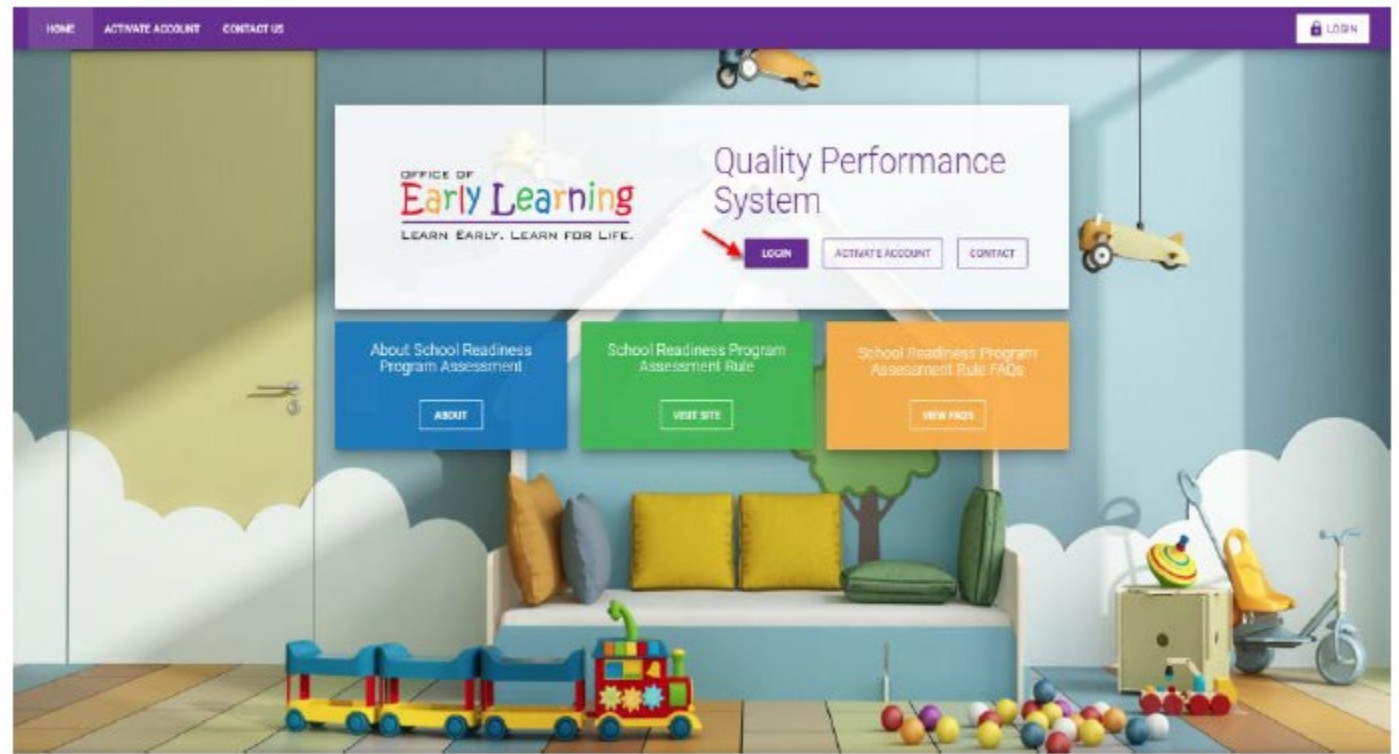 HOME ACTIVATE ACCOUNT CONTACT US LOGIN
OFFICE OF
Early Learning
LEARN EARLY. LEARN FOR LIFE.
Quality Performance
System
LOGIN ACTIVATE ACCOUNT CONTACT
About School Readiness
Program Assessment
ABOUT
School Readiness Program
Assessment Rule
VISIT SITE
School Readiness Program
Assessment Rule FAQs
VIEW FAQS